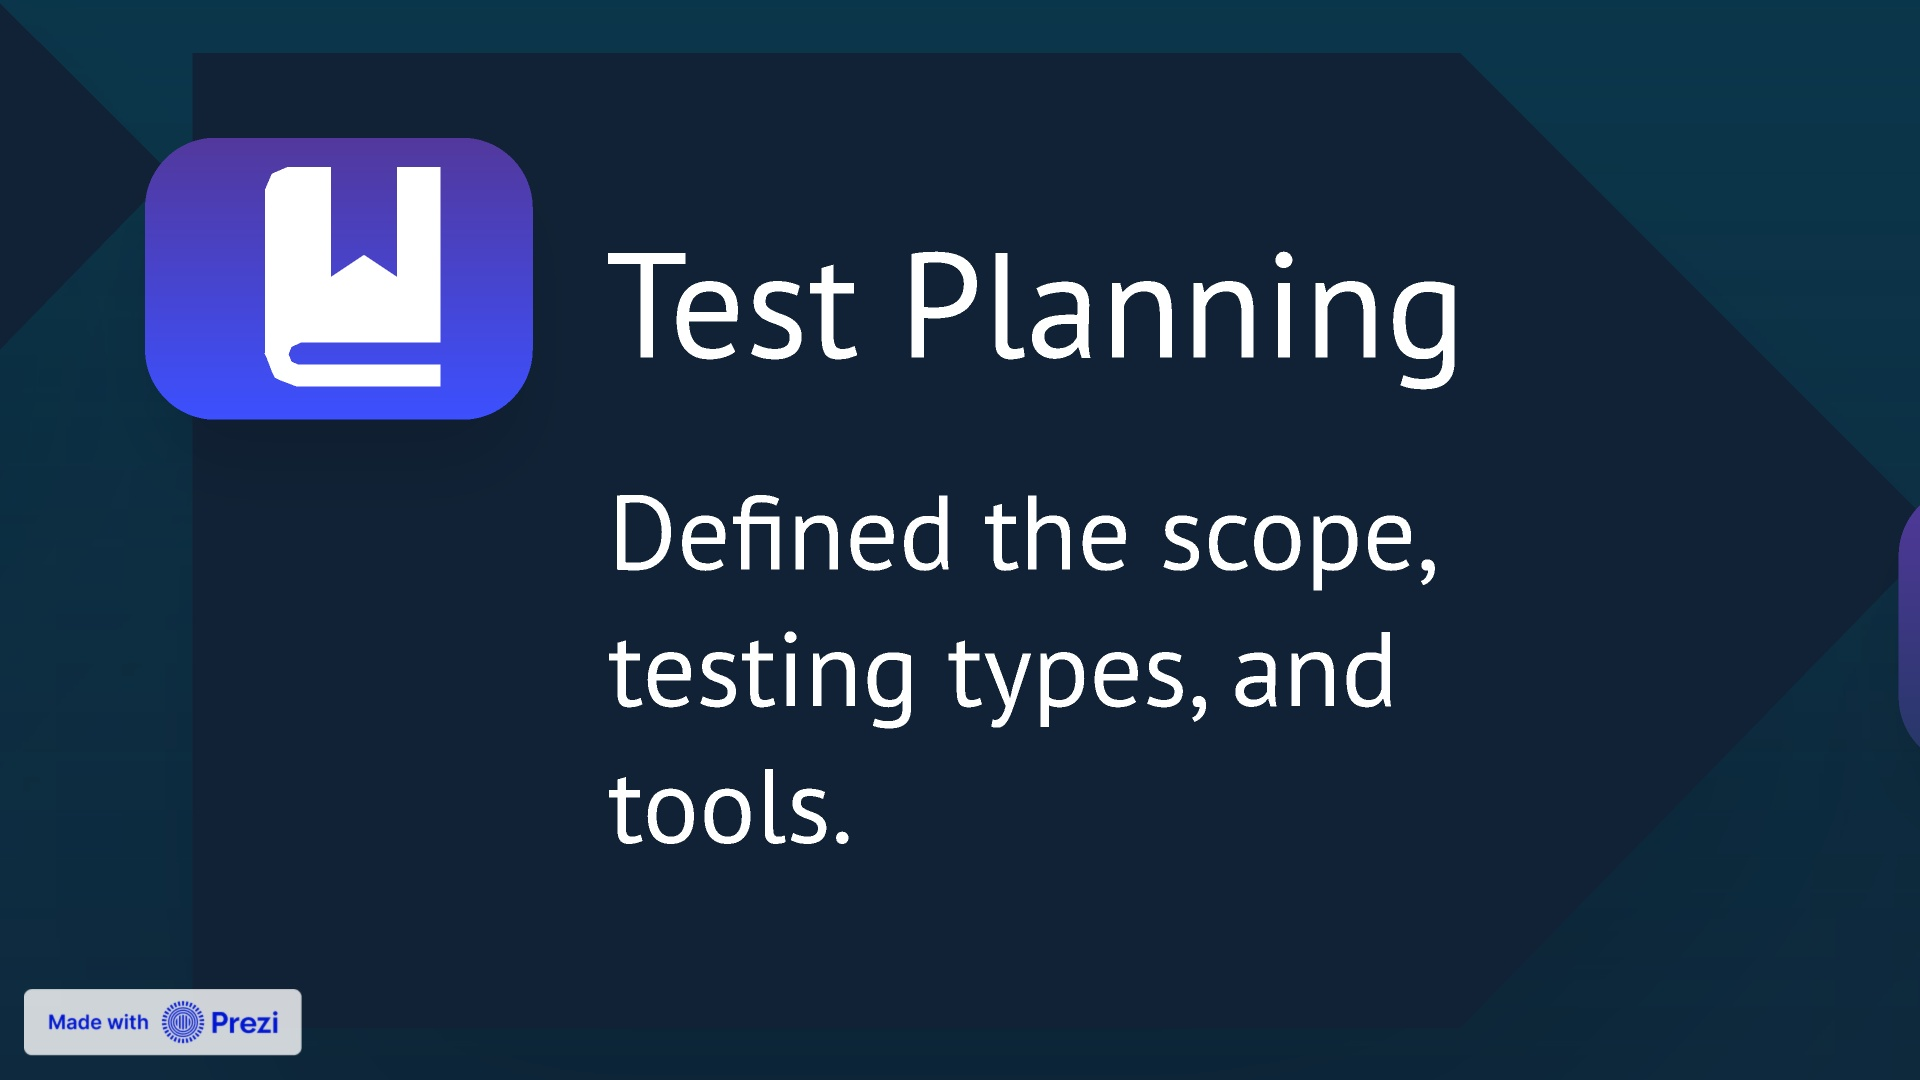 Test Planning
Defined the scope,
testing types, and
tools.
Made with Prezi